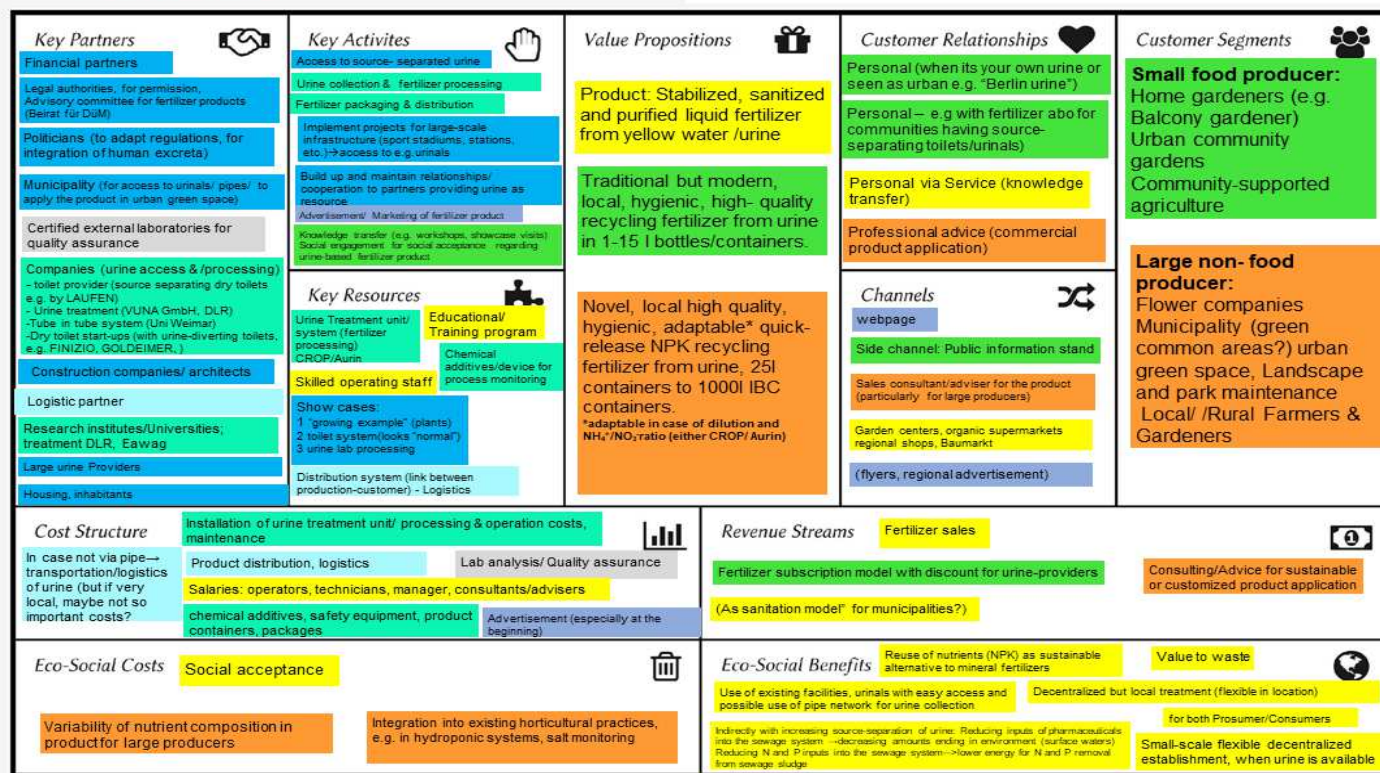 Key Partners
Financial partners
Legal authorities, for permission,
Advisory committee for fertilizer products
(Beirat für DüM)
Politicians (to adapt regulations, for
integration of human excreta)
Municipality (for access to urinals/ pipes/ to
apply the product in urban green space)
Certified external laboratories for
quality assurance
Companies (urine access & /processing)
- toilet provider (source separating dry toilets
e.g. by LAUFEN)
- Urine treatment (VUNA GmbH, DLR)
-Tube in tube system (Uni Weimar)
-Dry toilet start-ups (with urine-diverting toilets,
e.g. FINIZIO, GOLDEIMER, )
Construction companies/ architects
Logistic partner
Research institutes/Universities;
treatment DLR, Eawag
Large urine Providers
Housing, inhabitants
Key Activites
Access to source- separated urine
Urine collection & fertilizer processing
Fertilizer packaging & distribution
Implement projects for large-scale
infrastructure (sport stadiums, stations,
etc.)→access to e.g. urinals
Build up and maintain relationships/
cooperation to partners providing urine as
resource
Advertisement/ Marketing of fertilizer product
Knowledge transfer (e.g. workshops, showcase visits)
Social engagement for social acceptance regarding
urine-based fertilizer product
Key Resources
Urine Treatment unit/
system (fertilizer
processing)
CROP/Aurin
Educational/
Training program
Chemical
additives/device for
process monitoring
Skilled operating staff
Show cases:
1 "growing example" (plants)
2 toilet system(looks "normal")
3 urine lab processing
Distribution system (link between
production-customer) - Logistics
Value Propositions
Product: Stabilized, sanitized
and purified liquid fertilizer
from yellow water /urine
Traditional but modern,
local, hygienic, high- quality
recycling fertilizer from urine
in 1-15 l bottles/containers.
Novel, local high quality,
hygienic, adaptable* quick-
release NPK recycling
fertilizer from urine, 25l
containers to 1000l IBC
containers.
*adaptable in case of dilution and
NH₄⁺/NO₃⁻ratio (either CROP/ Aurin)
Customer Relationships
Personal (when its your own urine or
seen as urban e.g. "Berlin urine")
Personal – e.g with fertilizer abo for
communities having source-
separating toilets/urinals)
Personal via Service (knowledge
transfer)
Professional advice (commercial
product application)
Channels
webpage
Side channel: Public information stand
Sales consultant/adviser for the product
(particularly for large producers)
Garden centers, organic supermarkets
regional shops, Baumarkt
(flyers, regional advertisement)
Customer Segments
Small food producer:
Home gardeners (e.g.
Balcony gardener)
Urban community
gardens
Community-supported
agriculture
Large non- food
producer:
Flower companies
Municipality (green
common areas?) urban
green space, Landscape
and park maintenance
Local/ /Rural Farmers &
Gardeners
Cost Structure
In case not via pipe→
transportation/logistics
of urine (but if very
local, maybe not so
important costs?
Installation of urine treatment unit/ processing & operation costs,
maintenance
Product distribution, logistics
Lab analysis/ Quality assurance
Salaries: operators, technicians, manager, consultants/advisers
chemical additives, safety equipment, product
containers, packages
Advertisement (especially at the
beginning)
Revenue Streams
Fertilizer sales
Fertilizer subscription model with discount for urine-providers
Consulting/Advice for sustainable
or customized product application
(As sanitation model" for municipalities?)
Eco-Social Costs
Social acceptance
Variability of nutrient composition in
product for large producers
Integration into existing horticultural practices,
e.g. in hydroponic systems, salt monitoring
Eco-Social Benefits
Reuse of nutrients (NPK) as sustainable
alternative to mineral fertilizers
Value to waste
Use of existing facilities, urinals with easy access and
possible use of pipe network for urine collection
Decentralized but local treatment (flexible in location)
for both Prosumer/Consumers
Indirectly with increasing source-separation of urine: Reducing inputs of pharmaceuticals
into the sewage system →decreasing amounts ending in environment (surface waters)
Reducing N and P inputs into the sewage system-->lower energy for N and P removal
from sewage sludge
Small-scale flexible decentralized
establishment, when urine is available